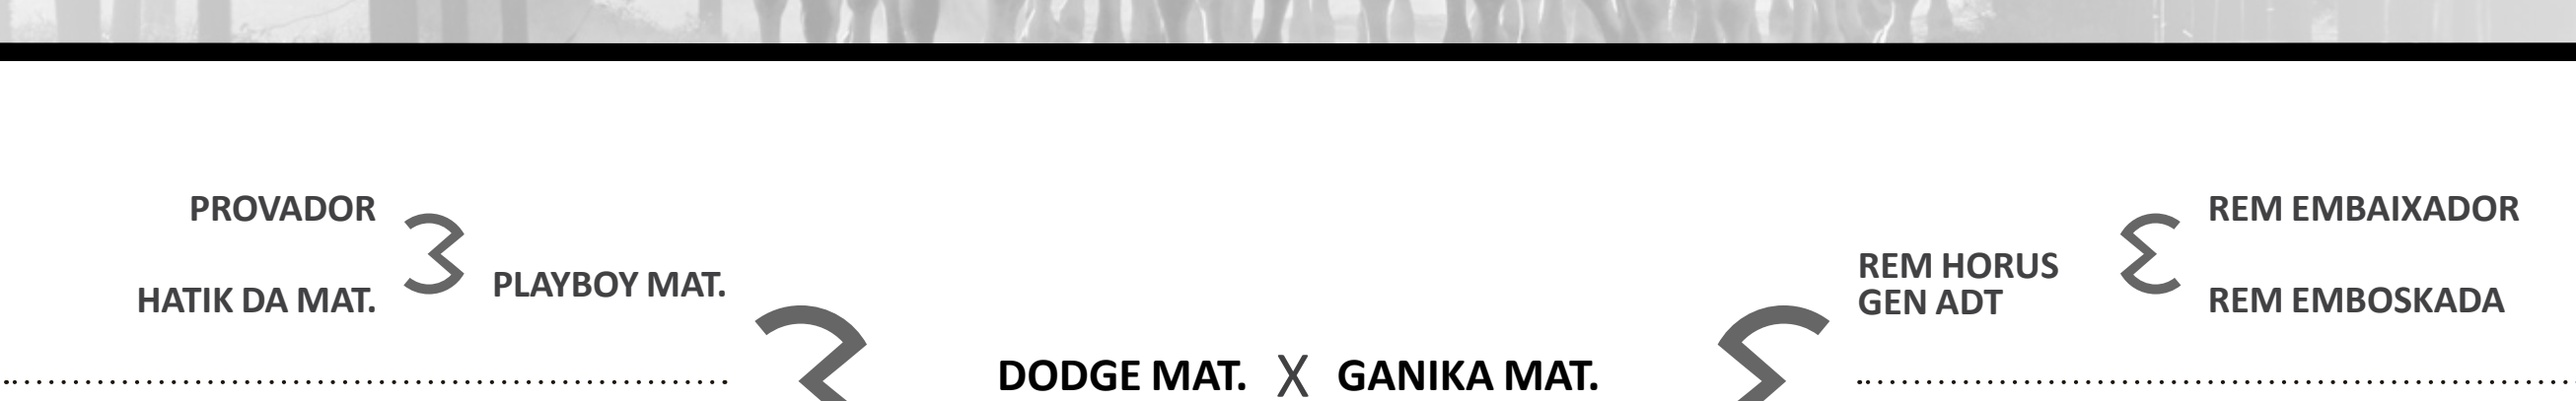 PROVADOR
HATIK DA MAT.
PLAYBOY MAT.
DODGE MAT. X GANIKA MAT.
REM HORUS
GEN ADT
REM EMBAIXADOR
REM EMBOSKADA